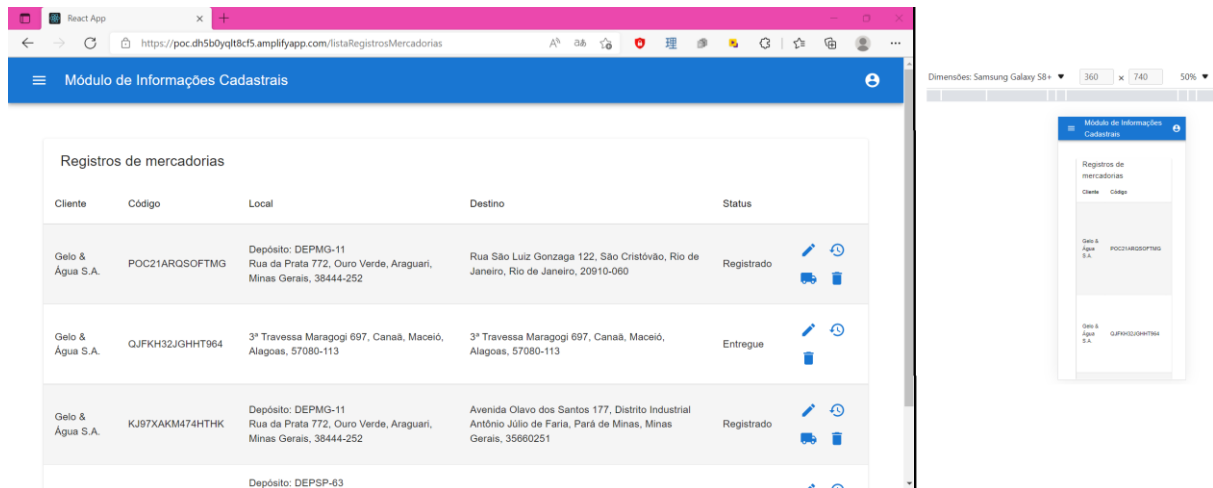 React App
https://poc.dh5b0yqlt8cf5.amplifyapp.com/listaRegistrosMercadorias
Módulo de Informações Cadastrais
Registros de mercadorias
Cliente Código Local Destino Status
Gelo &
Água S.A.
POC21ARQSOFTMG
Depósito: DEPMG-11
Rua da Prata 772, Ouro Verde, Araguari,
Minas Gerais, 38444-252
Rua São Luiz Gonzaga 122, São Cristóvão, Rio de
Janeiro, Rio de Janeiro, 20910-060
Registrado
Gelo &
Água S.A.
QJFKH32JGHHT964
3ª Travessa Maragogi 697, Canaã, Maceió,
Alagoas, 57080-113
3ª Travessa Maragogi 697, Canaã, Maceió,
Alagoas, 57080-113
Entregue
Gelo &
Água S.A.
KJ97XAKM474HTHK
Depósito: DEPMG-11
Rua da Prata 772, Ouro Verde, Araguari,
Minas Gerais, 38444-252
Avenida Olavo dos Santos 177, Distrito Industrial
Antônio Júlio de Faria, Pará de Minas, Minas
Gerais, 35660251
Registrado
Depósito: DEPSP-63
Dimensões: Samsung Galaxy S8+ 360 x 740 50%
Módulo de Informações
Cadastrais
Registros de
mercadorias
Cliente Código
Gelo &
Água
S.A.
POC21ARQSOFTMG
Gelo &
Água
S.A.
QJFKH32JGHHT964